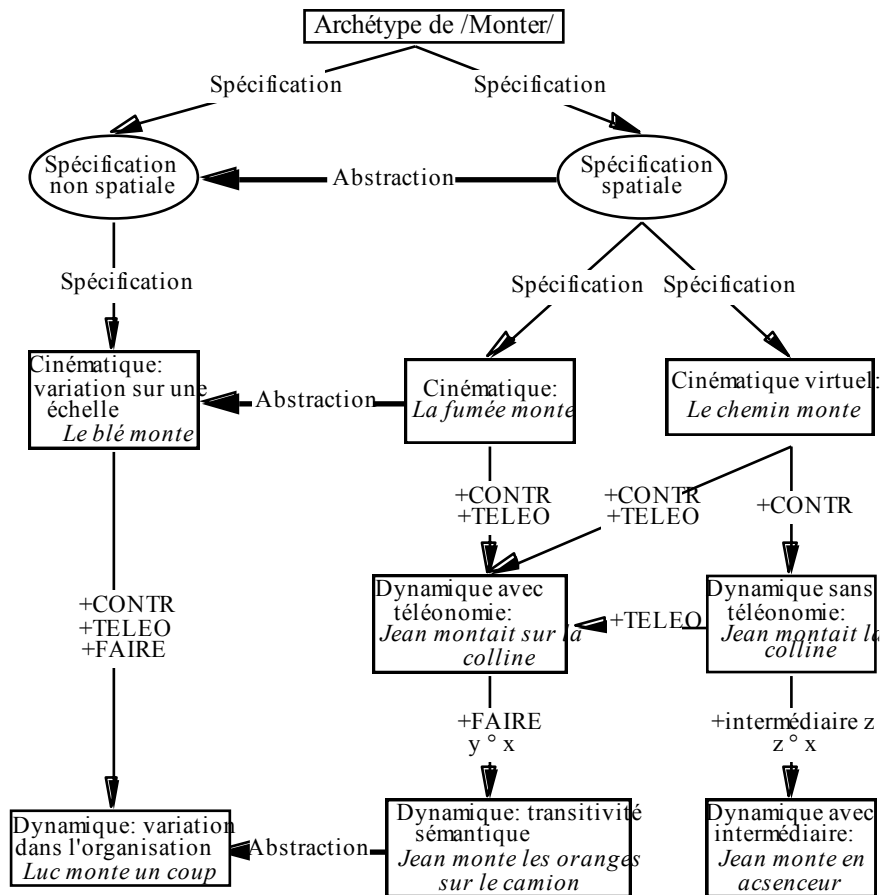 Archétype de /Monter/
Spécification
Spécification
Spécification
non spatiale
Abstraction
Spécification
spatiale
Spécification
Spécification
Spécification
Cinématique:
variation sur une
échelle
Le blé monte
Abstraction
Cinématique:
La fumée monte
Cinématique virtuel:
Le chemin monte
+CONTR
+TELEO
+CONTR
+TELEO
+CONTR
+CONTR
+TELEO
+FAIRE
Dynamique avec
téléonomie:
Jean montait sur la
colline
+TELEO
Dynamique sans
téléonomie:
Jean montait la
colline
+FAIRE
y ° x
+intermédiaire z
z ° x
Dynamique: variation
dans l'organisation
Luc monte un coup
Abstraction
Dynamique: transitivité
sémantique
Jean monte les oranges
sur le camion
Dynamique avec
intermédiaire:
Jean monte en
acsenceur